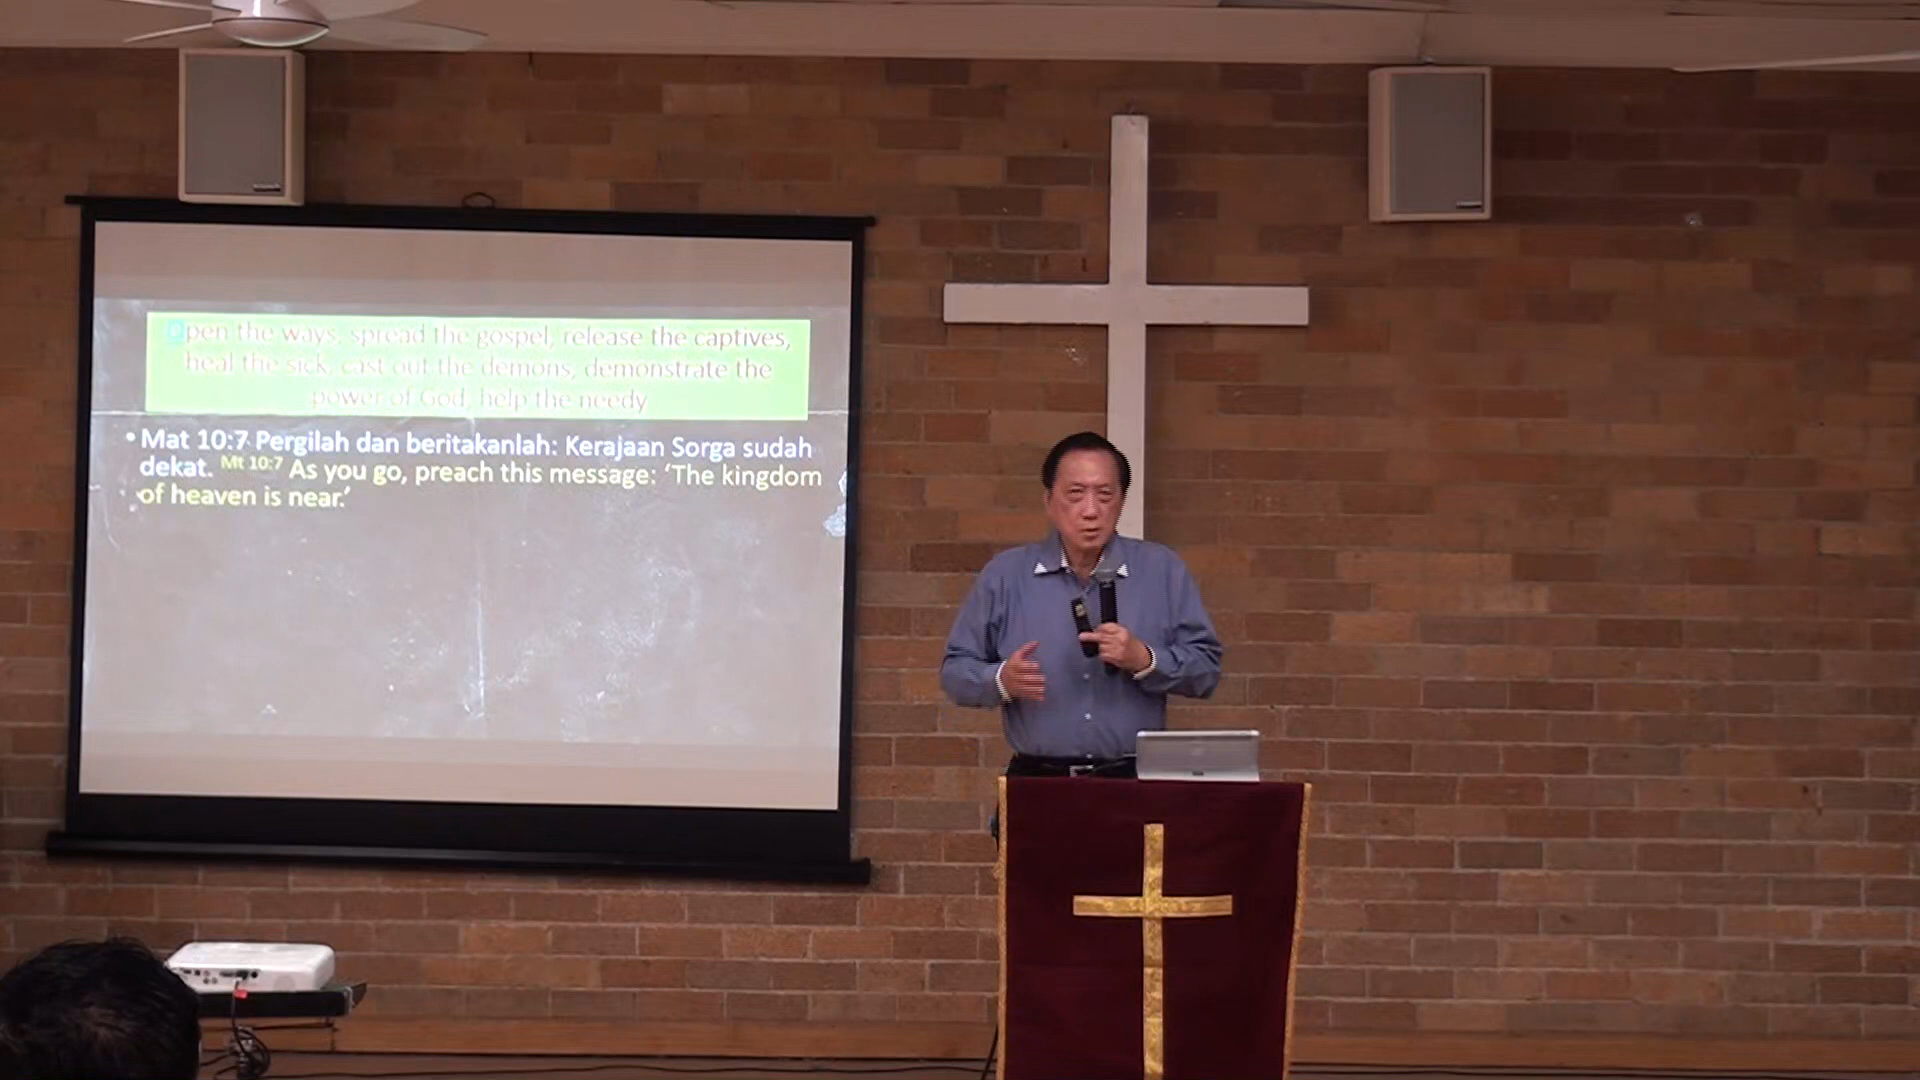 Open the ways, spread the gospel, release the captives,
heal the sick, cast out the demons, demonstrate the
power of God, help the needy
• Mat 10:7 Pergilah dan beritakanlah: Kerajaan Sorga sudah
dekat. Mt 10:7 As you go, preach this message: ‘The kingdom
of heaven is near.’